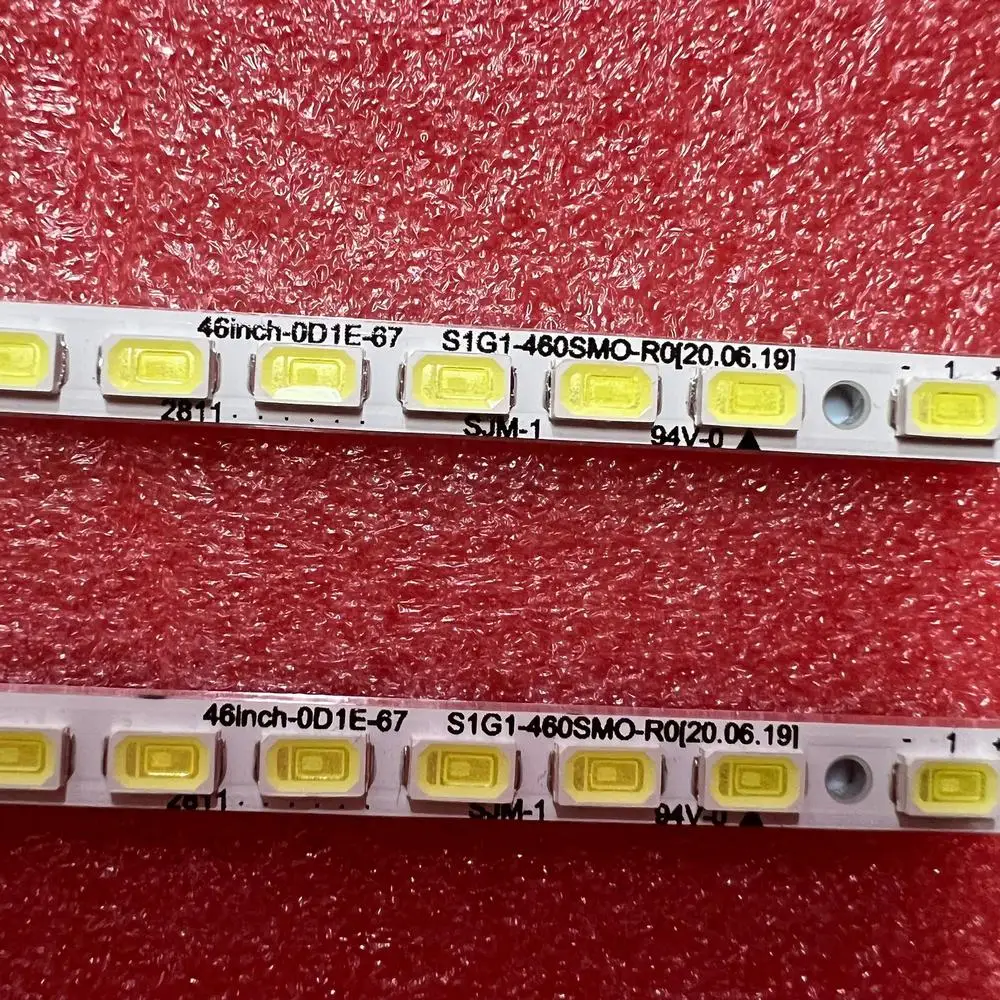 46inch-0D1E-67 S1G1-460SMO-R0[20.06.19]
- 1 +
2811 SJM-1 94V-0
46inch-0D1E-67 S1G1-460SMO-R0[20.06.19]
- 1 +
2811 SJM-1 94V-0